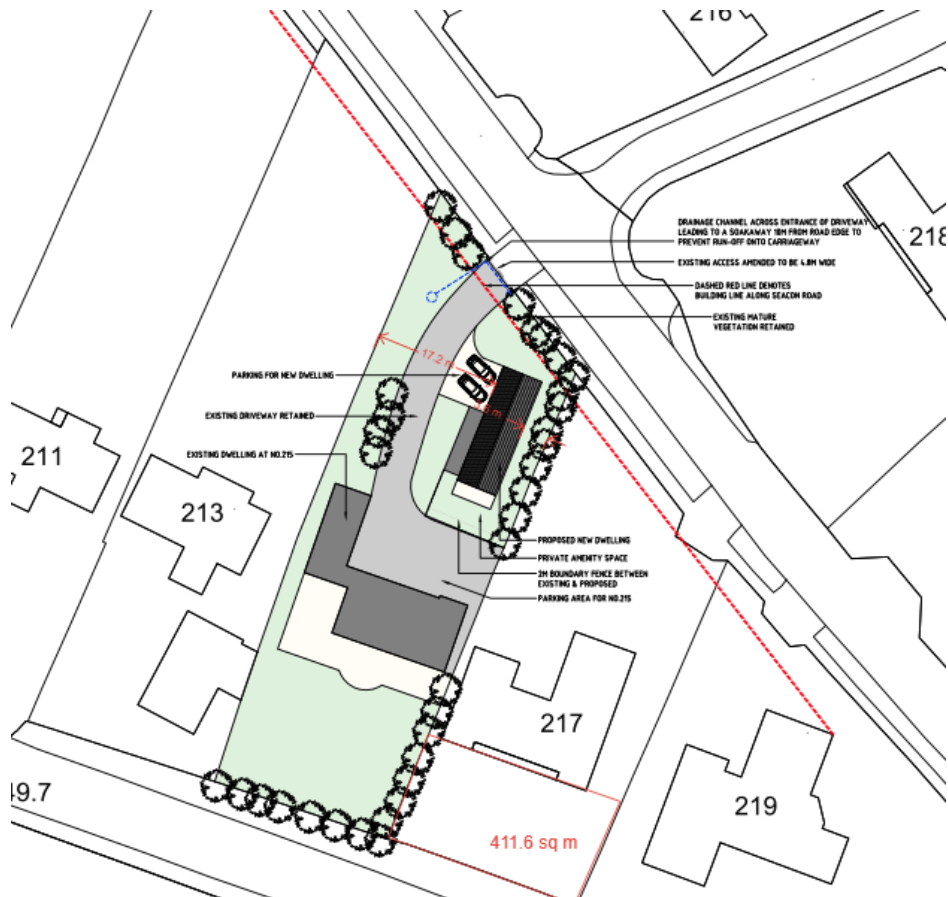 216
218
DRAINAGE CHANNEL ACROSS ENTRANCE OF DRIVEWAY
LEADING TO A SOAKAWAY 10M FROM ROAD EDGE TO
PREVENT RUN-OFF ONTO CARRIAGEWAY
EXISTING ACCESS AMENDED TO BE 4.8M WIDE
DASHED RED LINE DENOTES
BUILDING LINE ALONG SEACON ROAD
EXISTING MATURE
VEGETATION RETAINED
17.2 m
PARKING FOR NEW DWELLING
EXISTING DRIVEWAY RETAINED
EXISTING DWELLING AT NO.215
211
213
PROPOSED NEW DWELLING
PRIVATE AMENITY SPACE
2M BOUNDARY FENCE BETWEEN
EXISTING & PROPOSED
PARKING AREA FOR NO.215
217
219
49.7
411.6 sq m